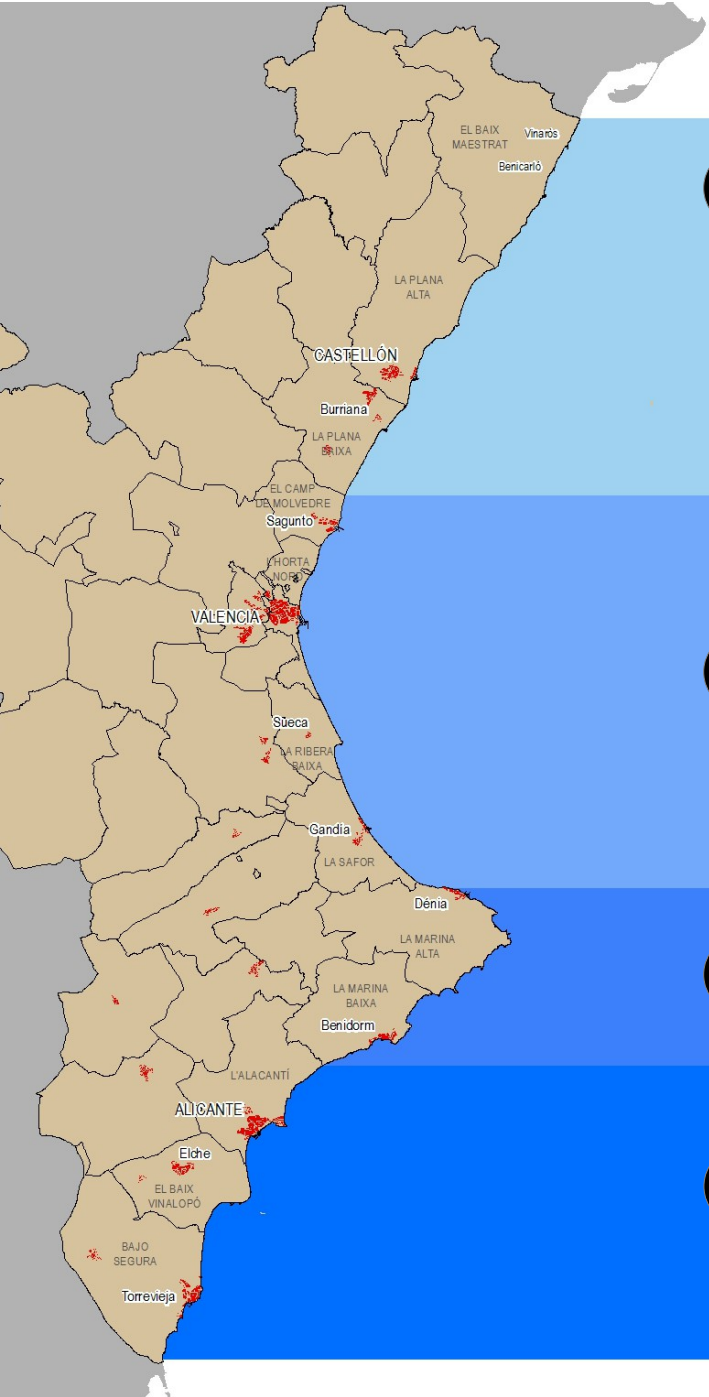 EL BAIX
MAESTRAT
Vinaròs
Benicarló
LA PLANA
ALTA
CASTELLÓN
Burriana
LA PLANA
BAIXA
EL CAMP
DE MOLVEDRE
Sagunto
L'HORTA
NORD
VALENCIA
Sueca
LA RIBERA
BAIXA
Gandía
LA SAFOR
Dénia
LA MARINA
ALTA
LA MARINA
BAIXA
Benidorm
L'ALACANTÍ
ALICANTE
Elche
EL BAIX
VINALOPÓ
BAJO
SEGURA
Torrevieja